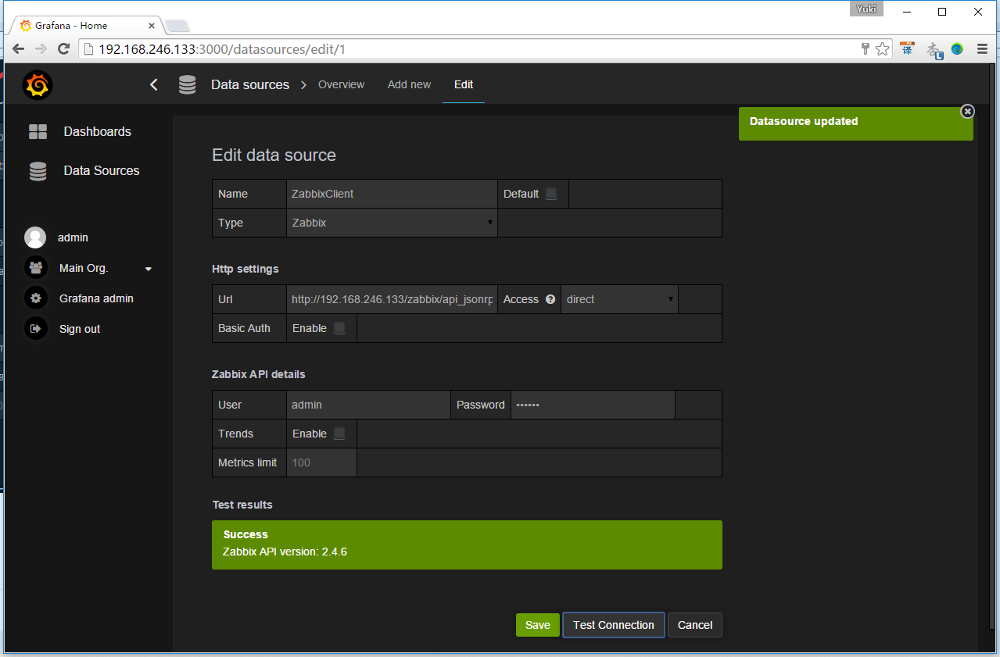 Yuki
Grafana - Home
192.168.246.133:3000/datasources/edit/1
译
Data sources
Overview
Add new
Edit
Datasource updated
Dashboards
Data Sources
admin
Main Org.
Grafana admin
Sign out
Edit data source
Name ZabbixClient Default
Type Zabbix
Http settings
Url http://192.168.246.133/zabbix/api_jsonrp Access ? direct
Basic Auth Enable
Zabbix API details
User admin Password ••••••
Trends Enable
Metrics limit 100
Test results
Success
Zabbix API version: 2.4.6
Save Test Connection Cancel